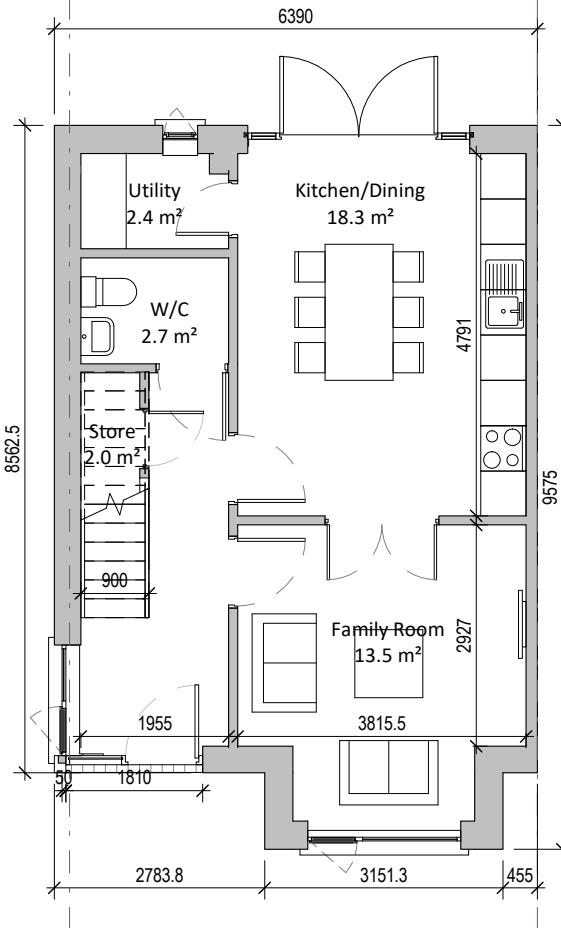 6390
Utility
2.4 m²
Kitchen/Dining
18.3 m²
W/C
2.7 m²
4791
Store
2.0 m²
8562.5
9575
900
Family Room
13.5 m²
2927
1955
3815.5
50
1810
2783.8
3151.3
455